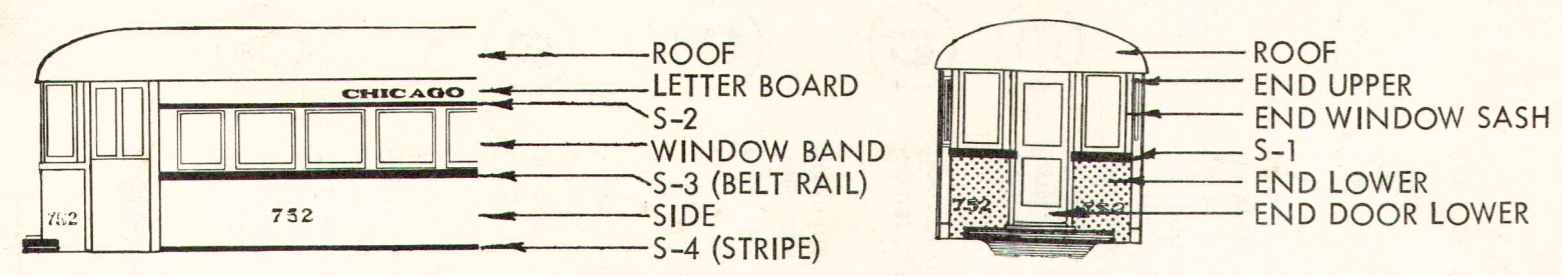 ROOF
LETTER BOARD
CHICAGO
S-2
WINDOW BAND
S-3 (BELT RAIL)
752
752
SIDE
S-4 (STRIPE)
ROOF
END UPPER
END WINDOW SASH
S-1
END LOWER
752
END DOOR LOWER